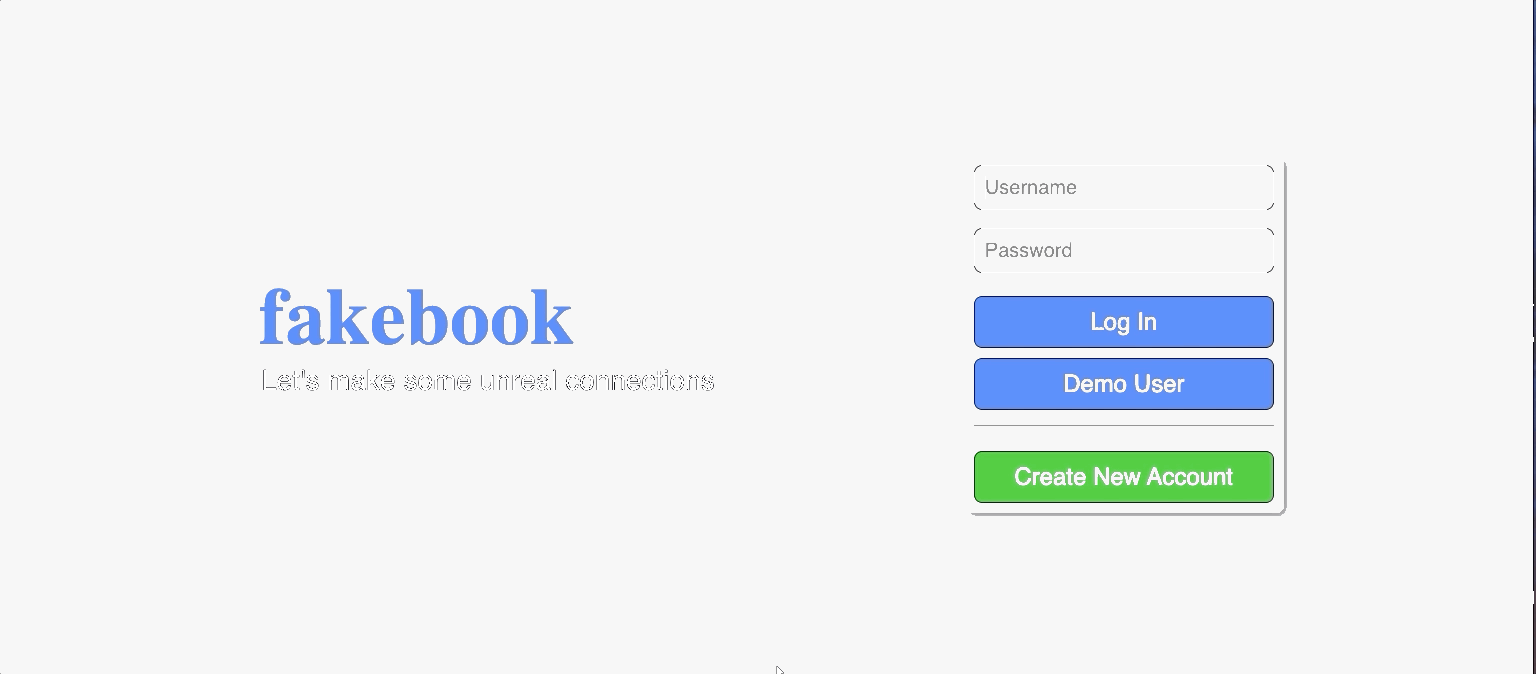 fakebook
Let's make some unreal connections
Username
Password
Log In
Demo User
Create New Account